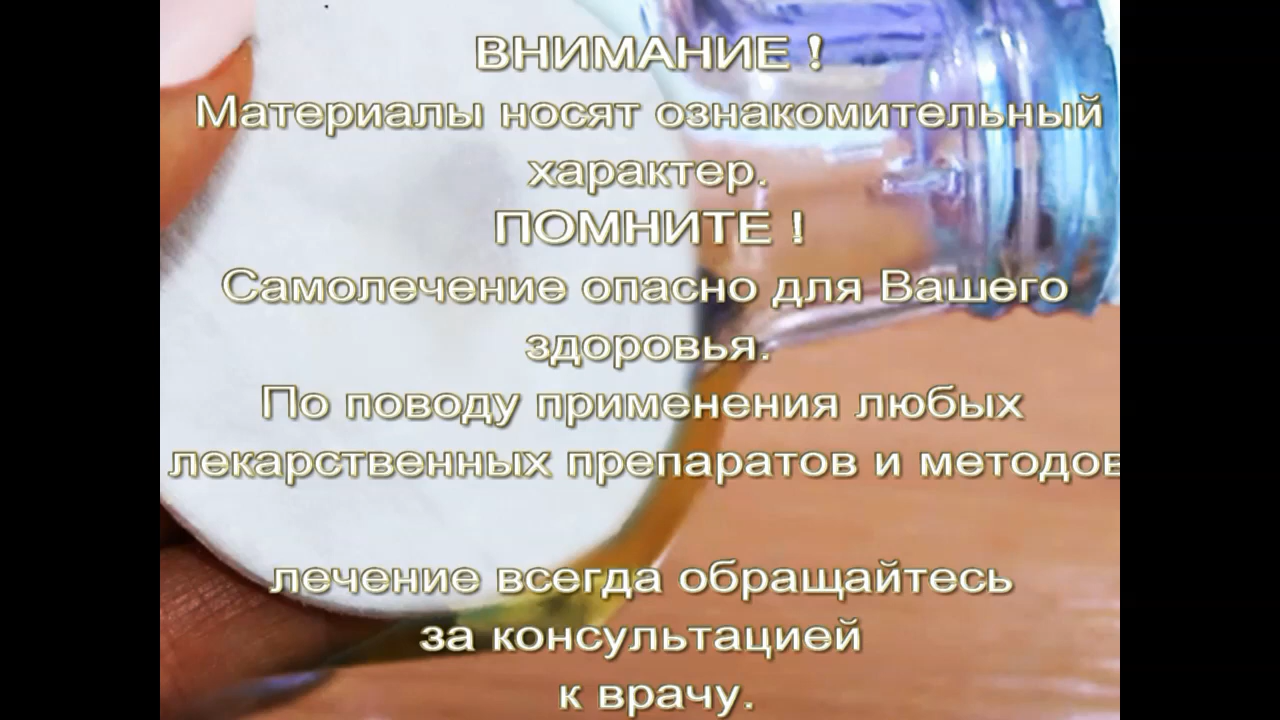 ВНИМАНИЕ !
Материалы носят ознакомительный
характер.
ПОМНИТЕ !
Самолечение опасно для Вашего
здоровья.
По поводу применения любых
лекарственных препаратов и методов
лечение всегда обращайтесь
за консультацией
к врачу.